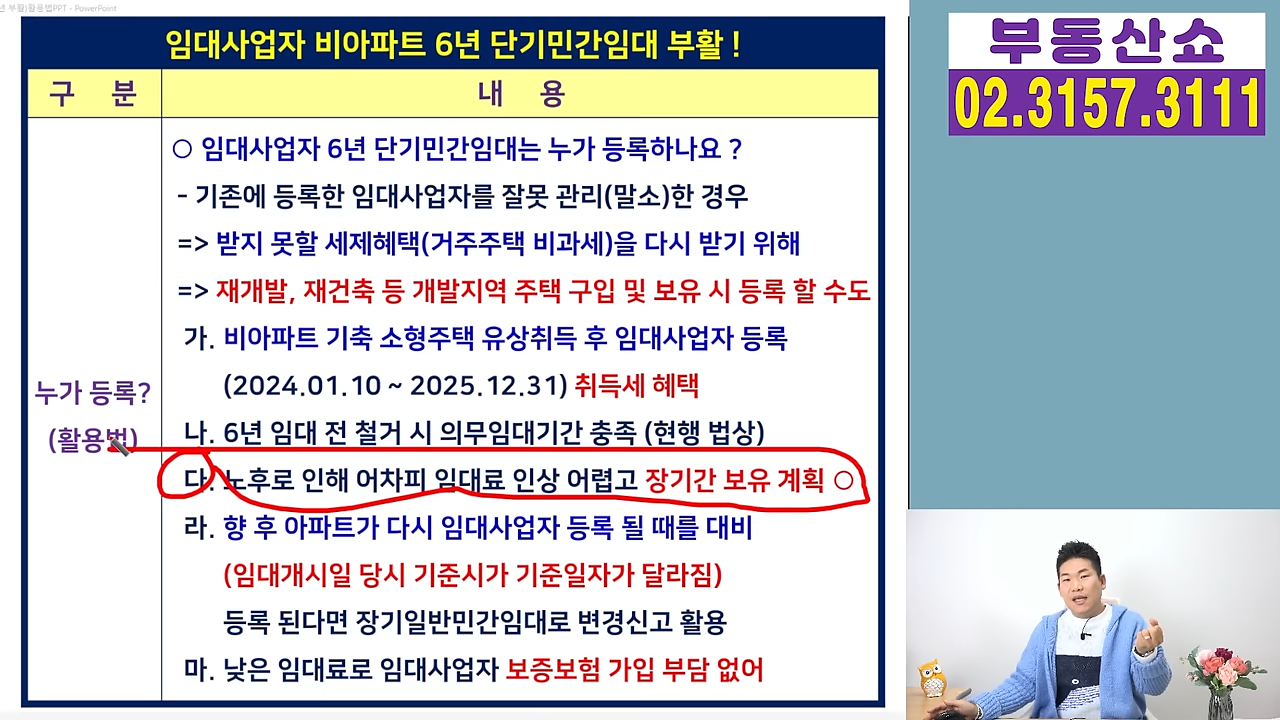 년 부활)활용법PPT - PowerPoint
임대사업자 비아파트 6년 단기민간임대 부활 !
구 분
내 용
○ 임대사업자 6년 단기민간임대는 누가 등록하나요 ?
- 기존에 등록한 임대사업자를 잘못 관리(말소)한 경우
=> 받지 못할 세제혜택(거주주택 비과세)을 다시 받기 위해
=> 재개발, 재건축 등 개발지역 주택 구입 및 보유 시 등록 할 수도
가. 비아파트 기축 소형주택 유상취득 후 임대사업자 등록
(2024.01.10 ~ 2025.12.31) 취득세 혜택
누가 등록?
(활용법)
나. 6년 임대 전 철거 시 의무임대기간 충족 (현행 법상)
다. 노후로 인해 어차피 임대료 인상 어렵고 장기간 보유 계획 ○
라. 향 후 아파트가 다시 임대사업자 등록 될 때를 대비
(임대개시일 당시 기준시가 기준일자가 달라짐)
등록 된다면 장기일반민간임대로 변경신고 활용
마. 낮은 임대료로 임대사업자 보증보험 가입 부담 없어
부동산쇼
02.3157.3111